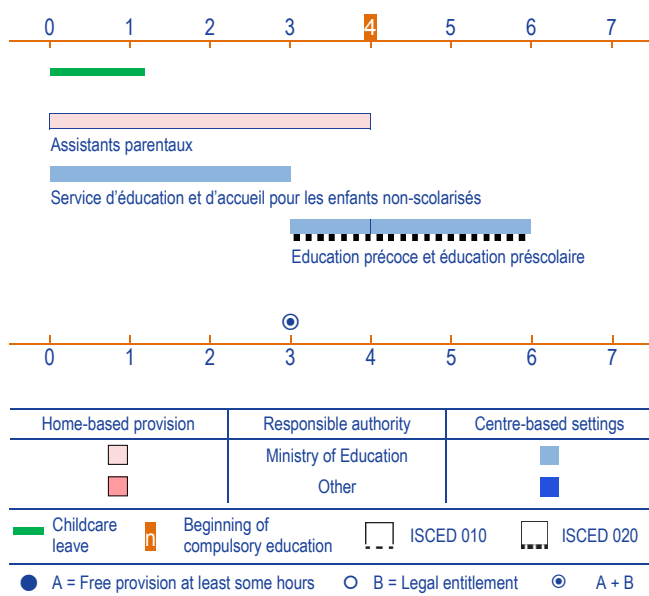 0 1 2 3 4 5 6 7
Assistants parentaux
Service d'éducation et d'accueil pour les enfants non-scolarisés
Education précoce et éducation préscolaire
0 1 2 3 4 5 6 7
Home-based provision Responsible authority Centre-based settings
Ministry of Education
Other
Childcare leave n Beginning of compulsory education ISCED 010 ISCED 020
A = Free provision at least some hours B = Legal entitlement A + B